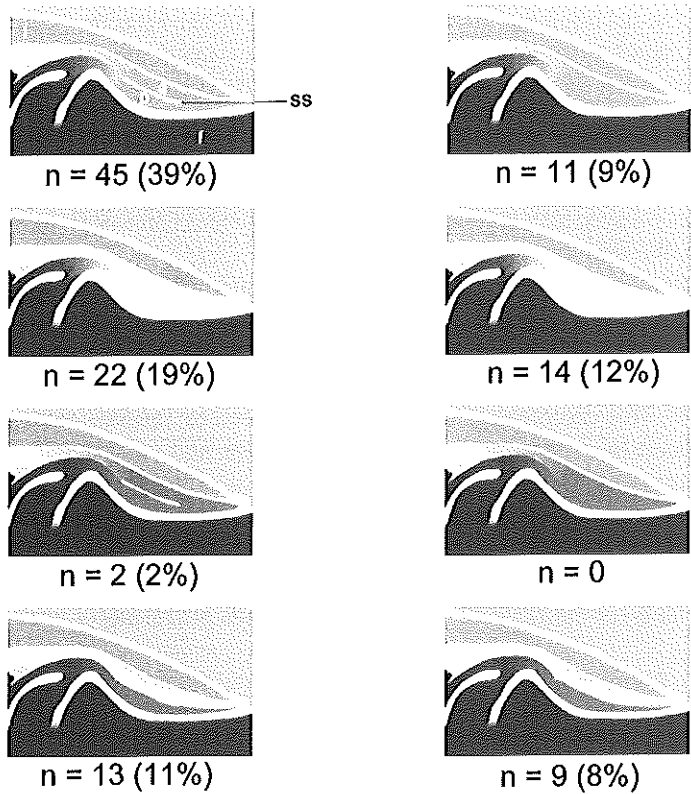 ss
n = 45 (39%)
n = 11 (9%)
n = 22 (19%)
n = 14 (12%)
n = 2 (2%)
n = 0
n = 13 (11%)
n = 9 (8%)